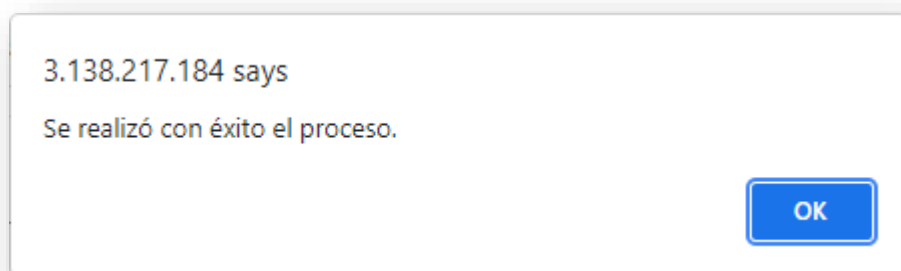 3.138.217.184 says
Se realizó con éxito el proceso.
OK